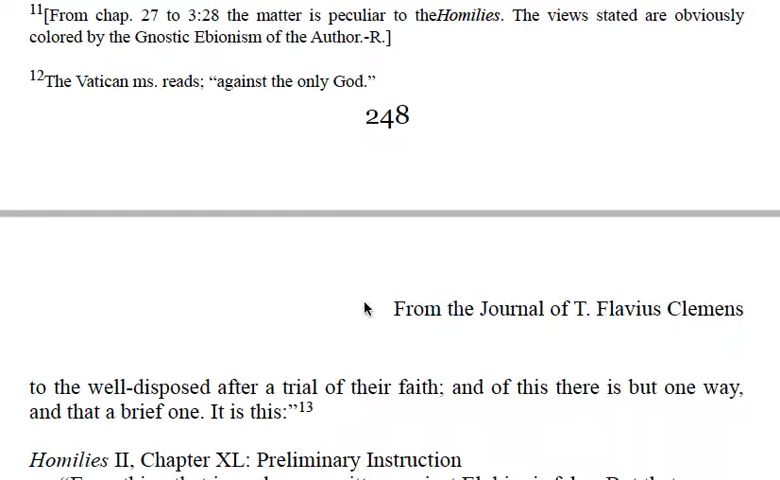 11[From chap. 27 to 3:28 the matter is peculiar to theHomilies. The views stated are obviously
colored by the Gnostic Ebionism of the Author.-R.]
12The Vatican ms. reads; “against the only God.”
248
From the Journal of T. Flavius Clemens
to the well-disposed after a trial of their faith; and of this there is but one way,
and that a brief one. It is this:”13
Homilies II, Chapter XL: Preliminary Instruction